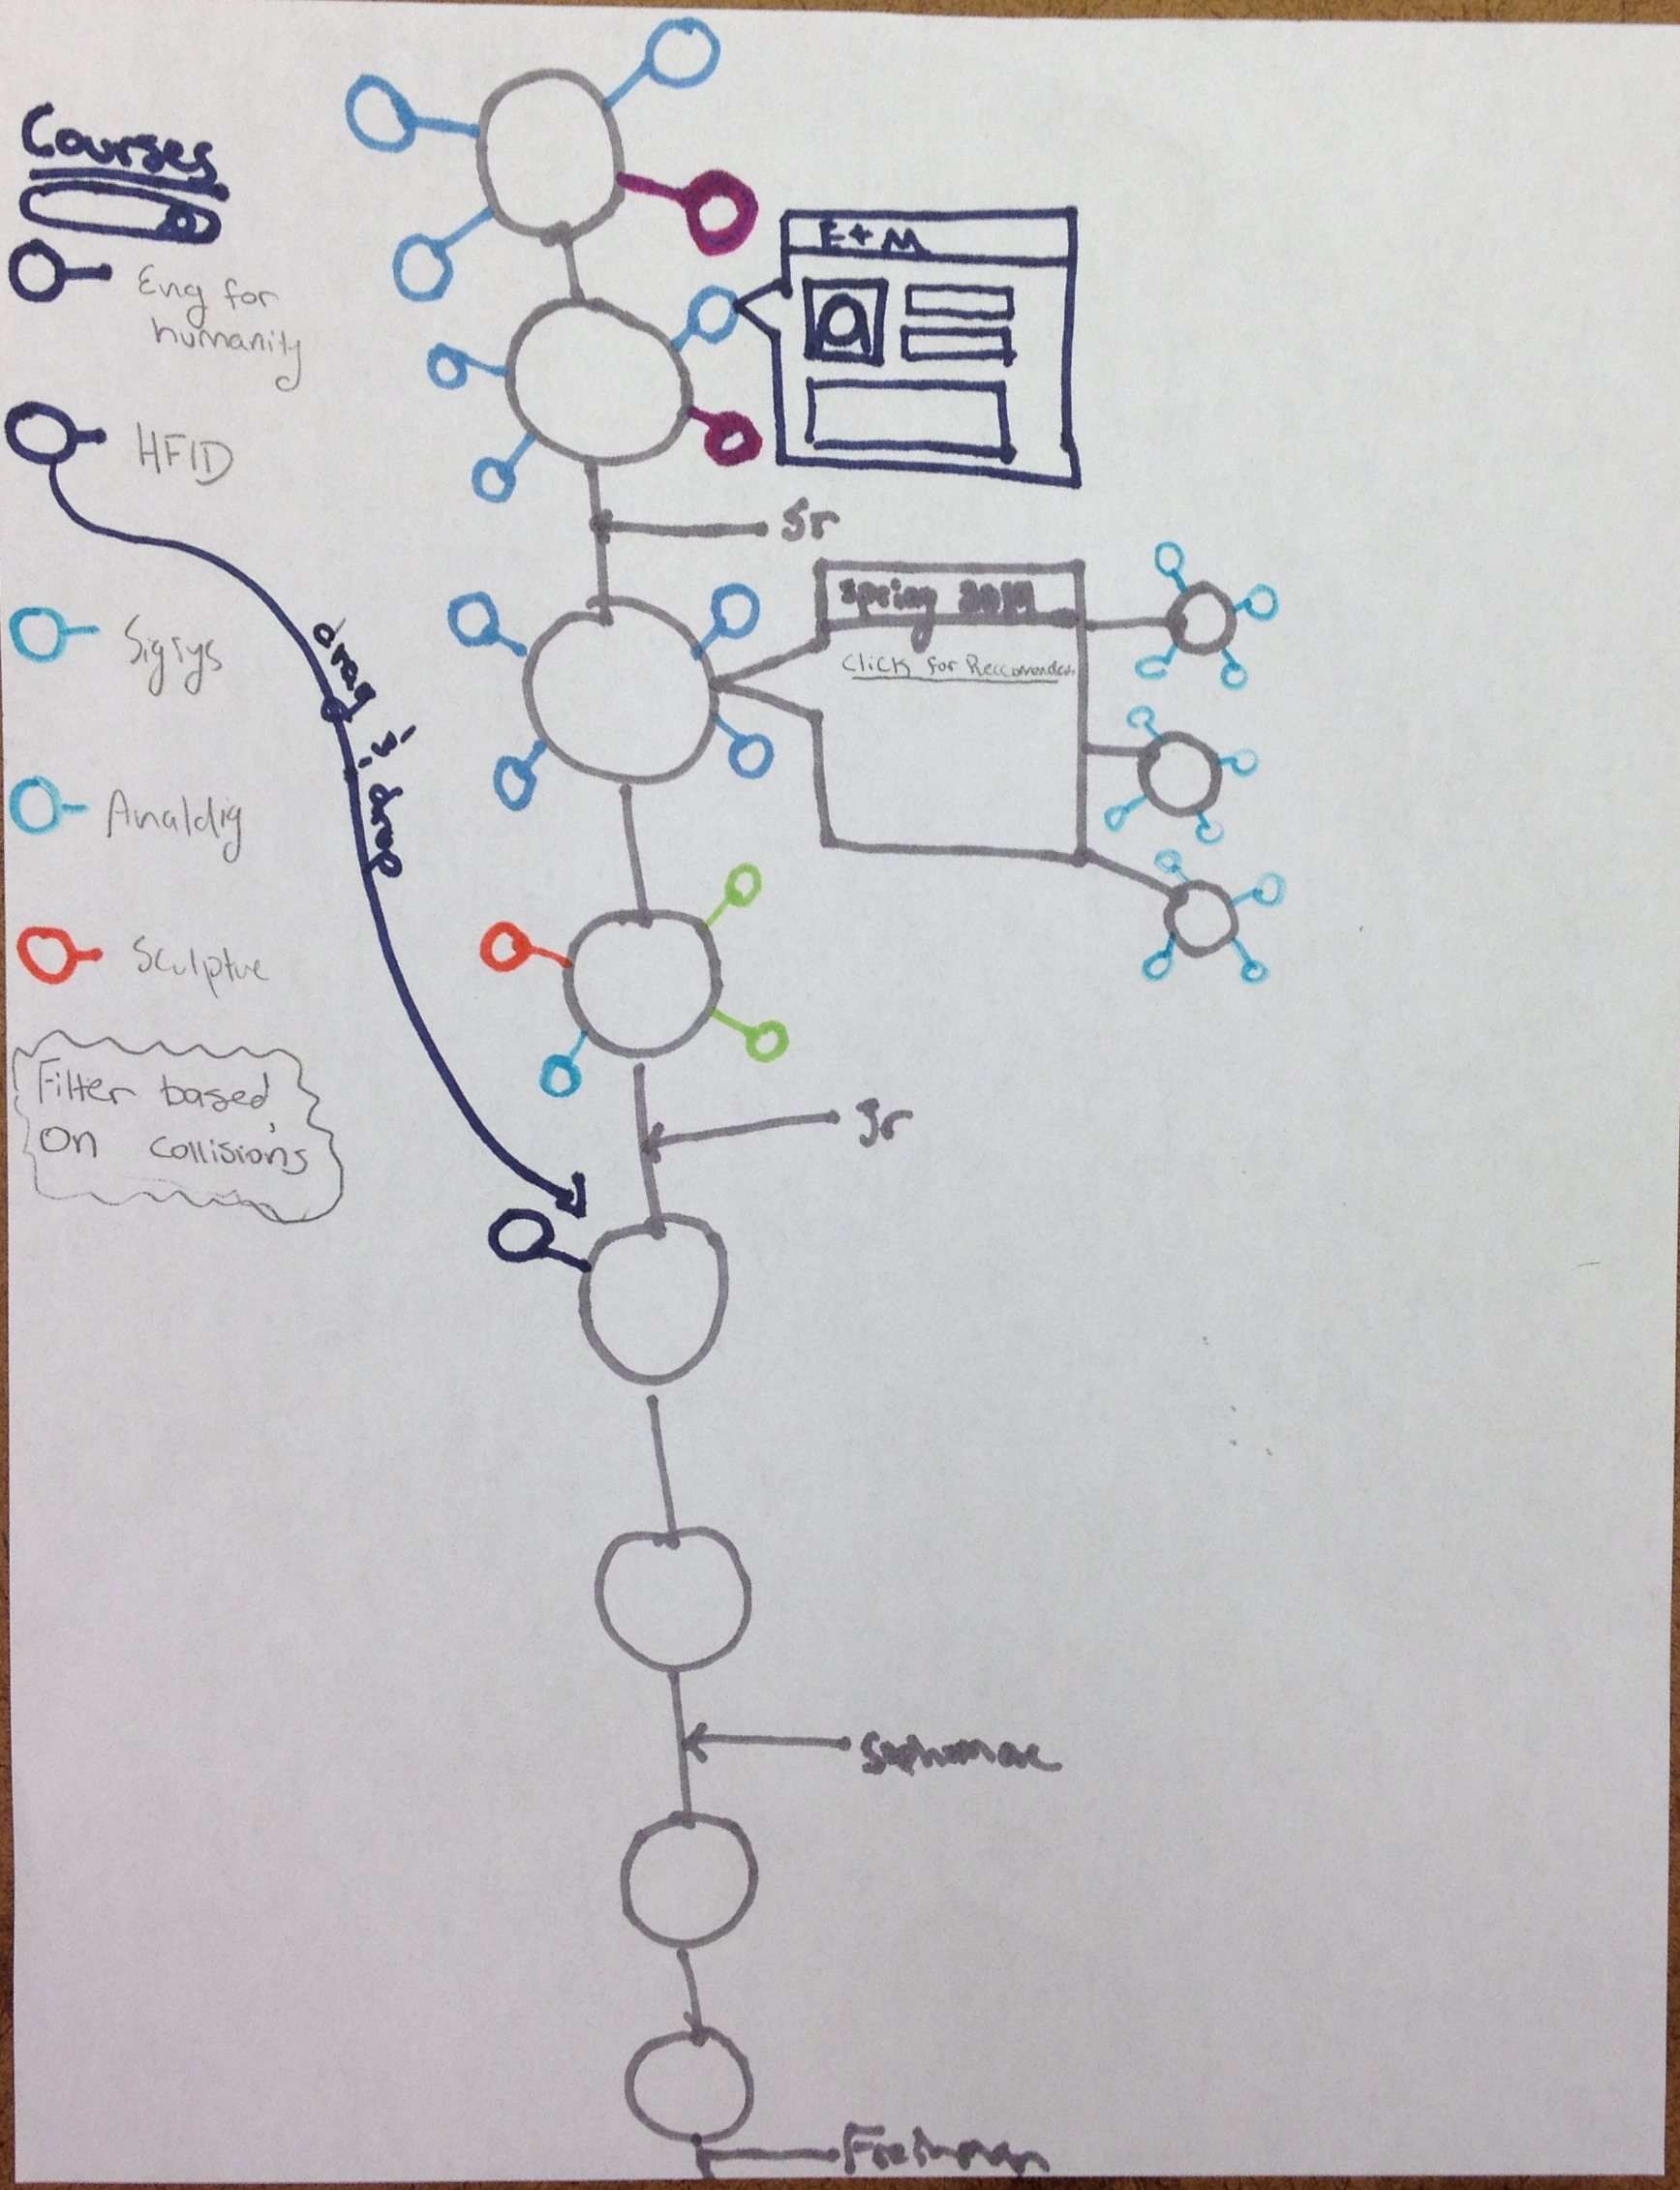 Courses
Eng for
humanity
HFID
Sigsys
Analdig
Sculptue
Filter based
on collisions
drag & drop
E+M
Sr
Spring 2014
Click for Reccomended
Jr
Sophomore
Freshman